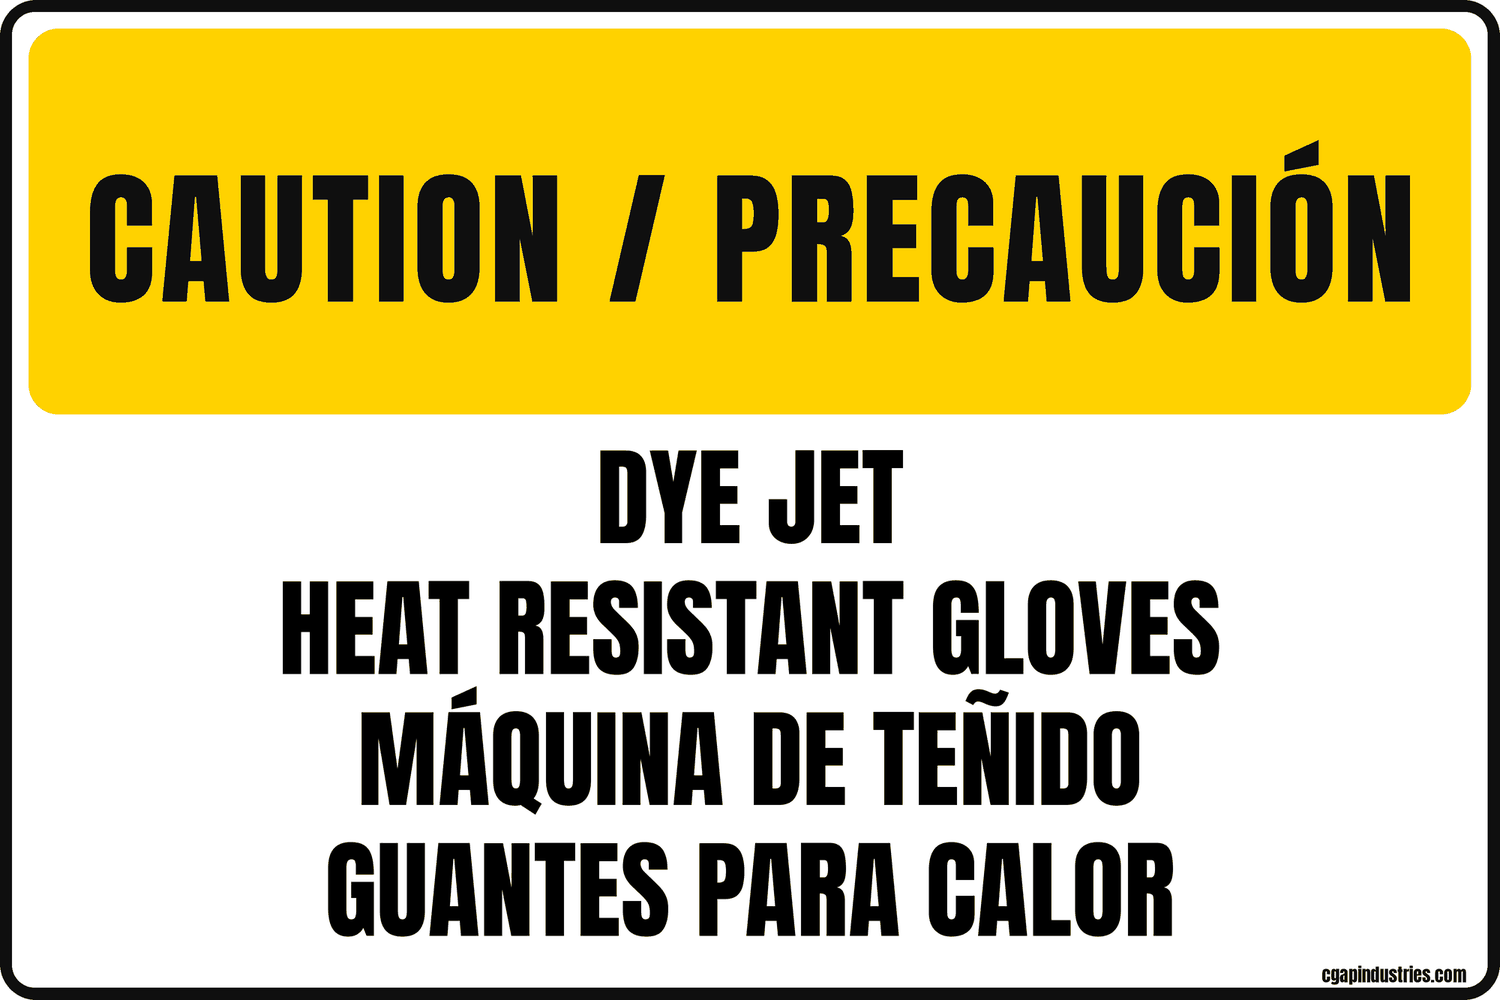 CAUTION / PRECAUCIÓN
DYE JET
HEAT RESISTANT GLOVES
MÁQUINA DE TEÑIDO
GUANTES PARA CALOR
cgapindustries.com